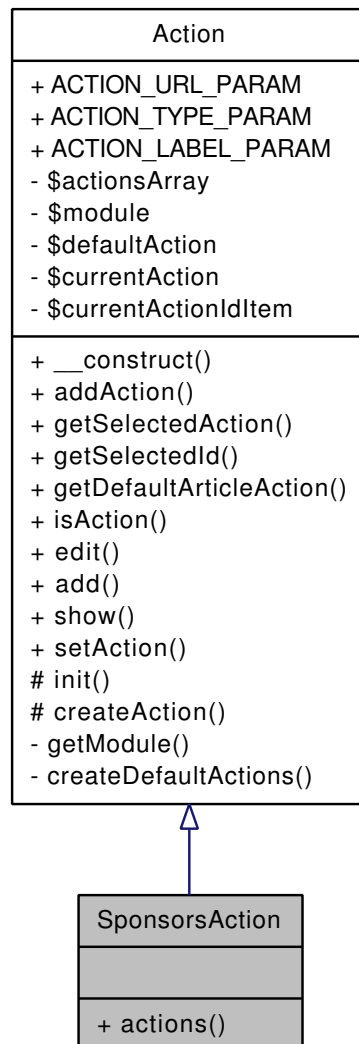 Action
+ ACTION_URL_PARAM
+ ACTION_TYPE_PARAM
+ ACTION_LABEL_PARAM
- $actionsArray
- $module
- $defaultAction
- $currentAction
- $currentActionIdItem
+ __construct()
+ addAction()
+ getSelectedAction()
+ getSelectedId()
+ getDefaultArticleAction()
+ isAction()
+ edit()
+ add()
+ show()
+ setAction()
# init()
# createAction()
- getModule()
- createDefaultActions()
SponsorsAction
+ actions()